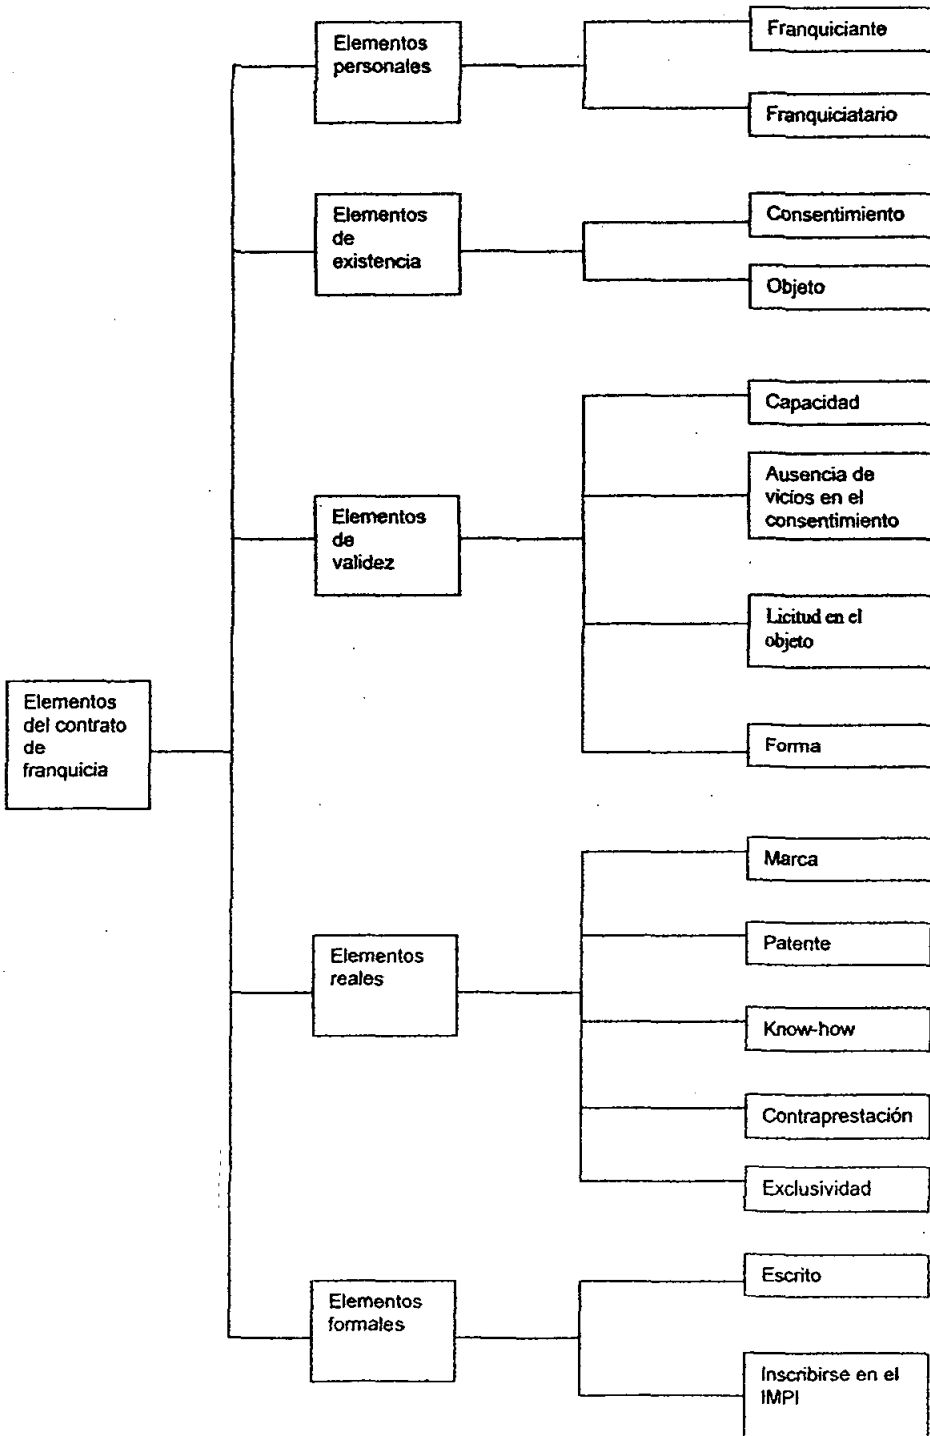 Elementos
del contrato
de
franquicia
Elementos
personales
Franquiciante
Franquiciatario
Elementos
de
existencia
Consentimiento
Objeto
Elementos
de
validez
Capacidad
Ausencia de
vicios en el
consentimiento
Licitud en el
objeto
Forma
Elementos
reales
Marca
Patente
Know-how
Contraprestación
Exclusividad
Elementos
formales
Escrito
Inscribirse en el
IMPI